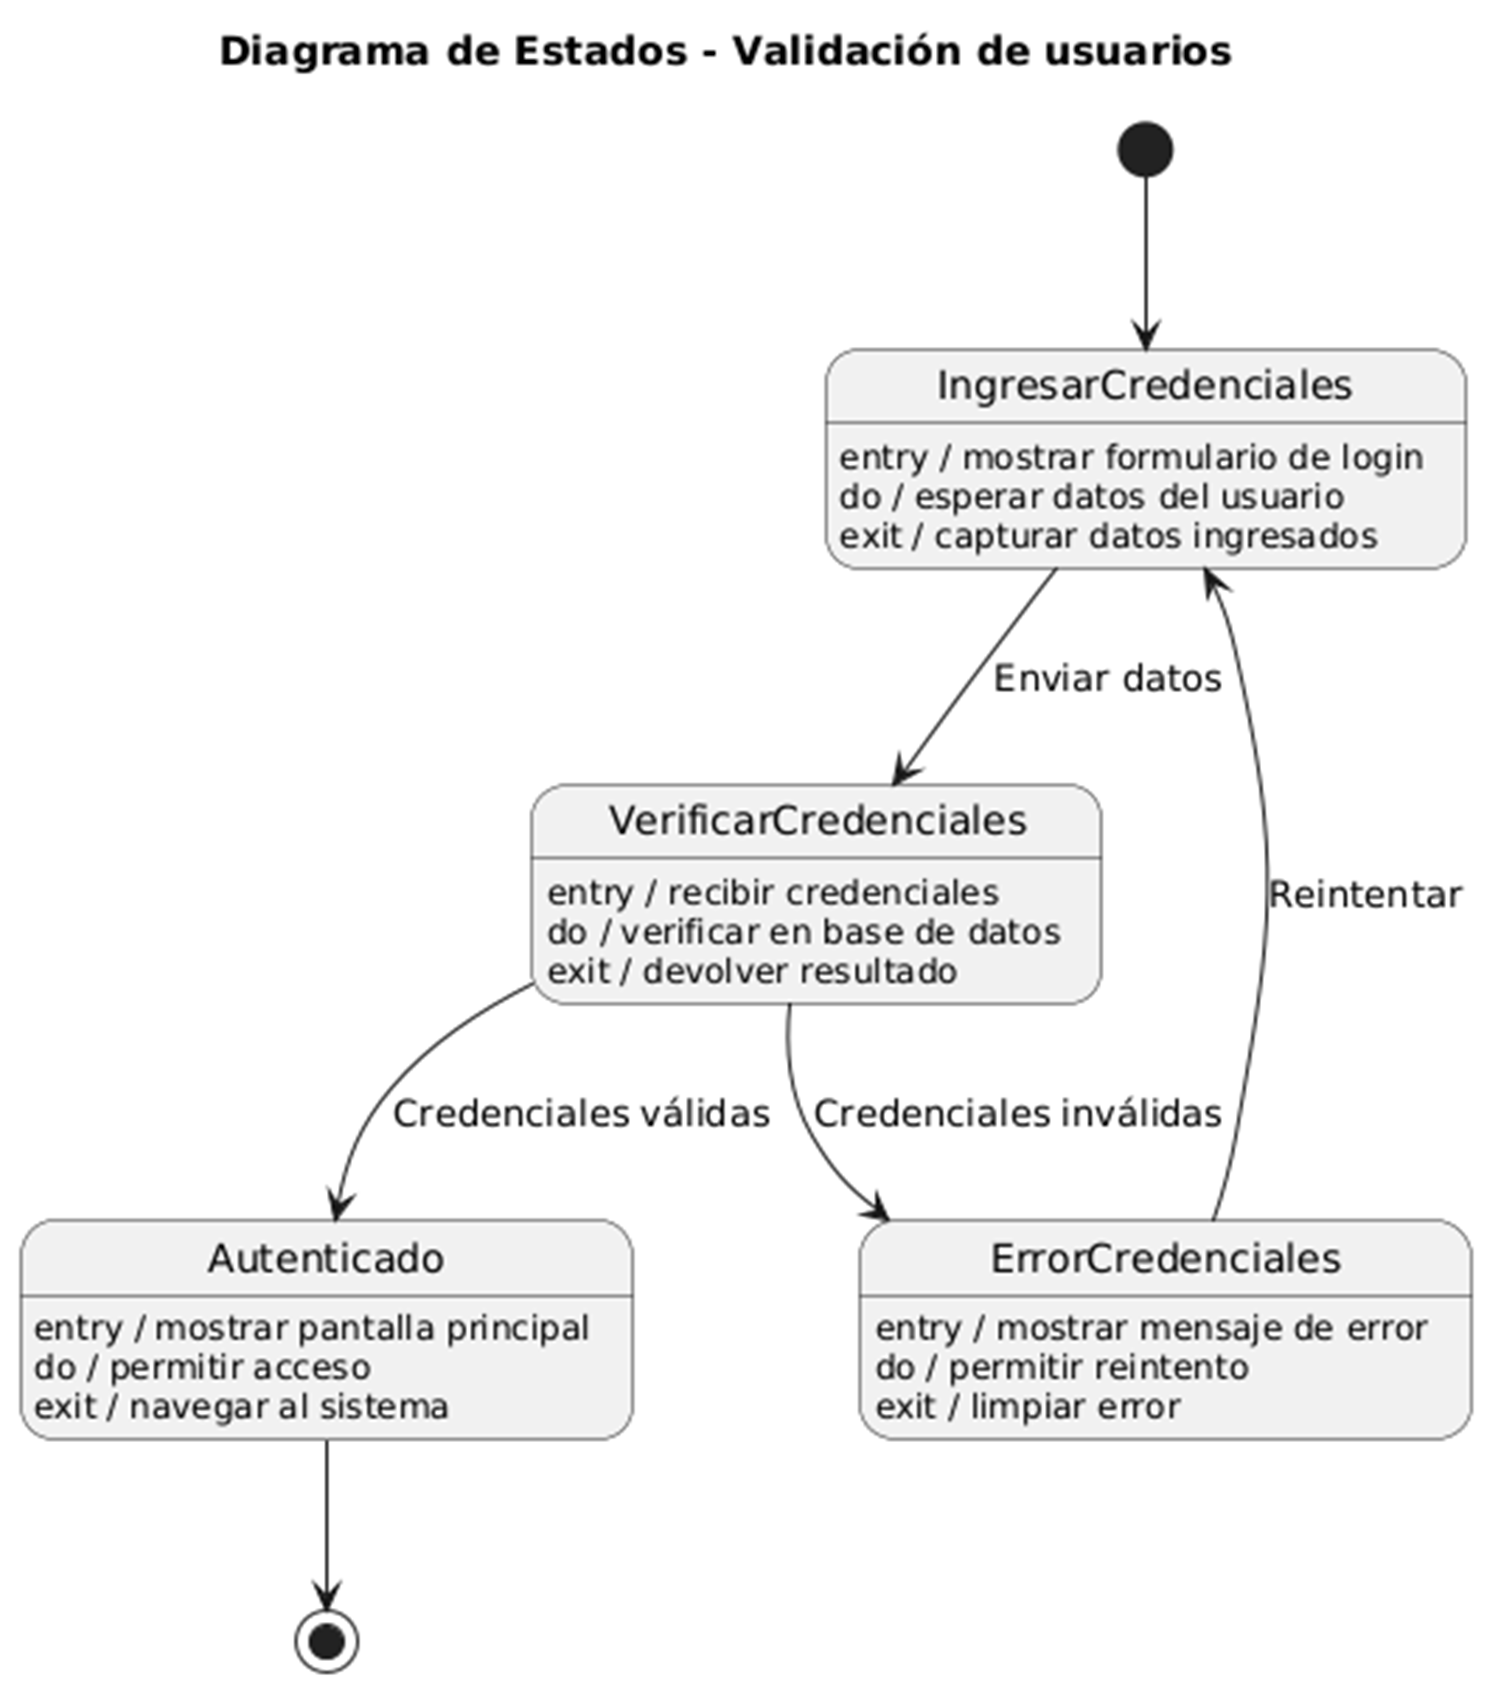 Diagrama de Estados - Validación de usuarios
IngresarCredenciales
entry / mostrar formulario de login
do / esperar datos del usuario
exit / capturar datos ingresados
Enviar datos
VerificarCredenciales
entry / recibir credenciales
do / verificar en base de datos
exit / devolver resultado
Reintentar
Credenciales válidas
Credenciales inválidas
Autenticado
entry / mostrar pantalla principal
do / permitir acceso
exit / navegar al sistema
ErrorCredenciales
entry / mostrar mensaje de error
do / permitir reintento
exit / limpiar error